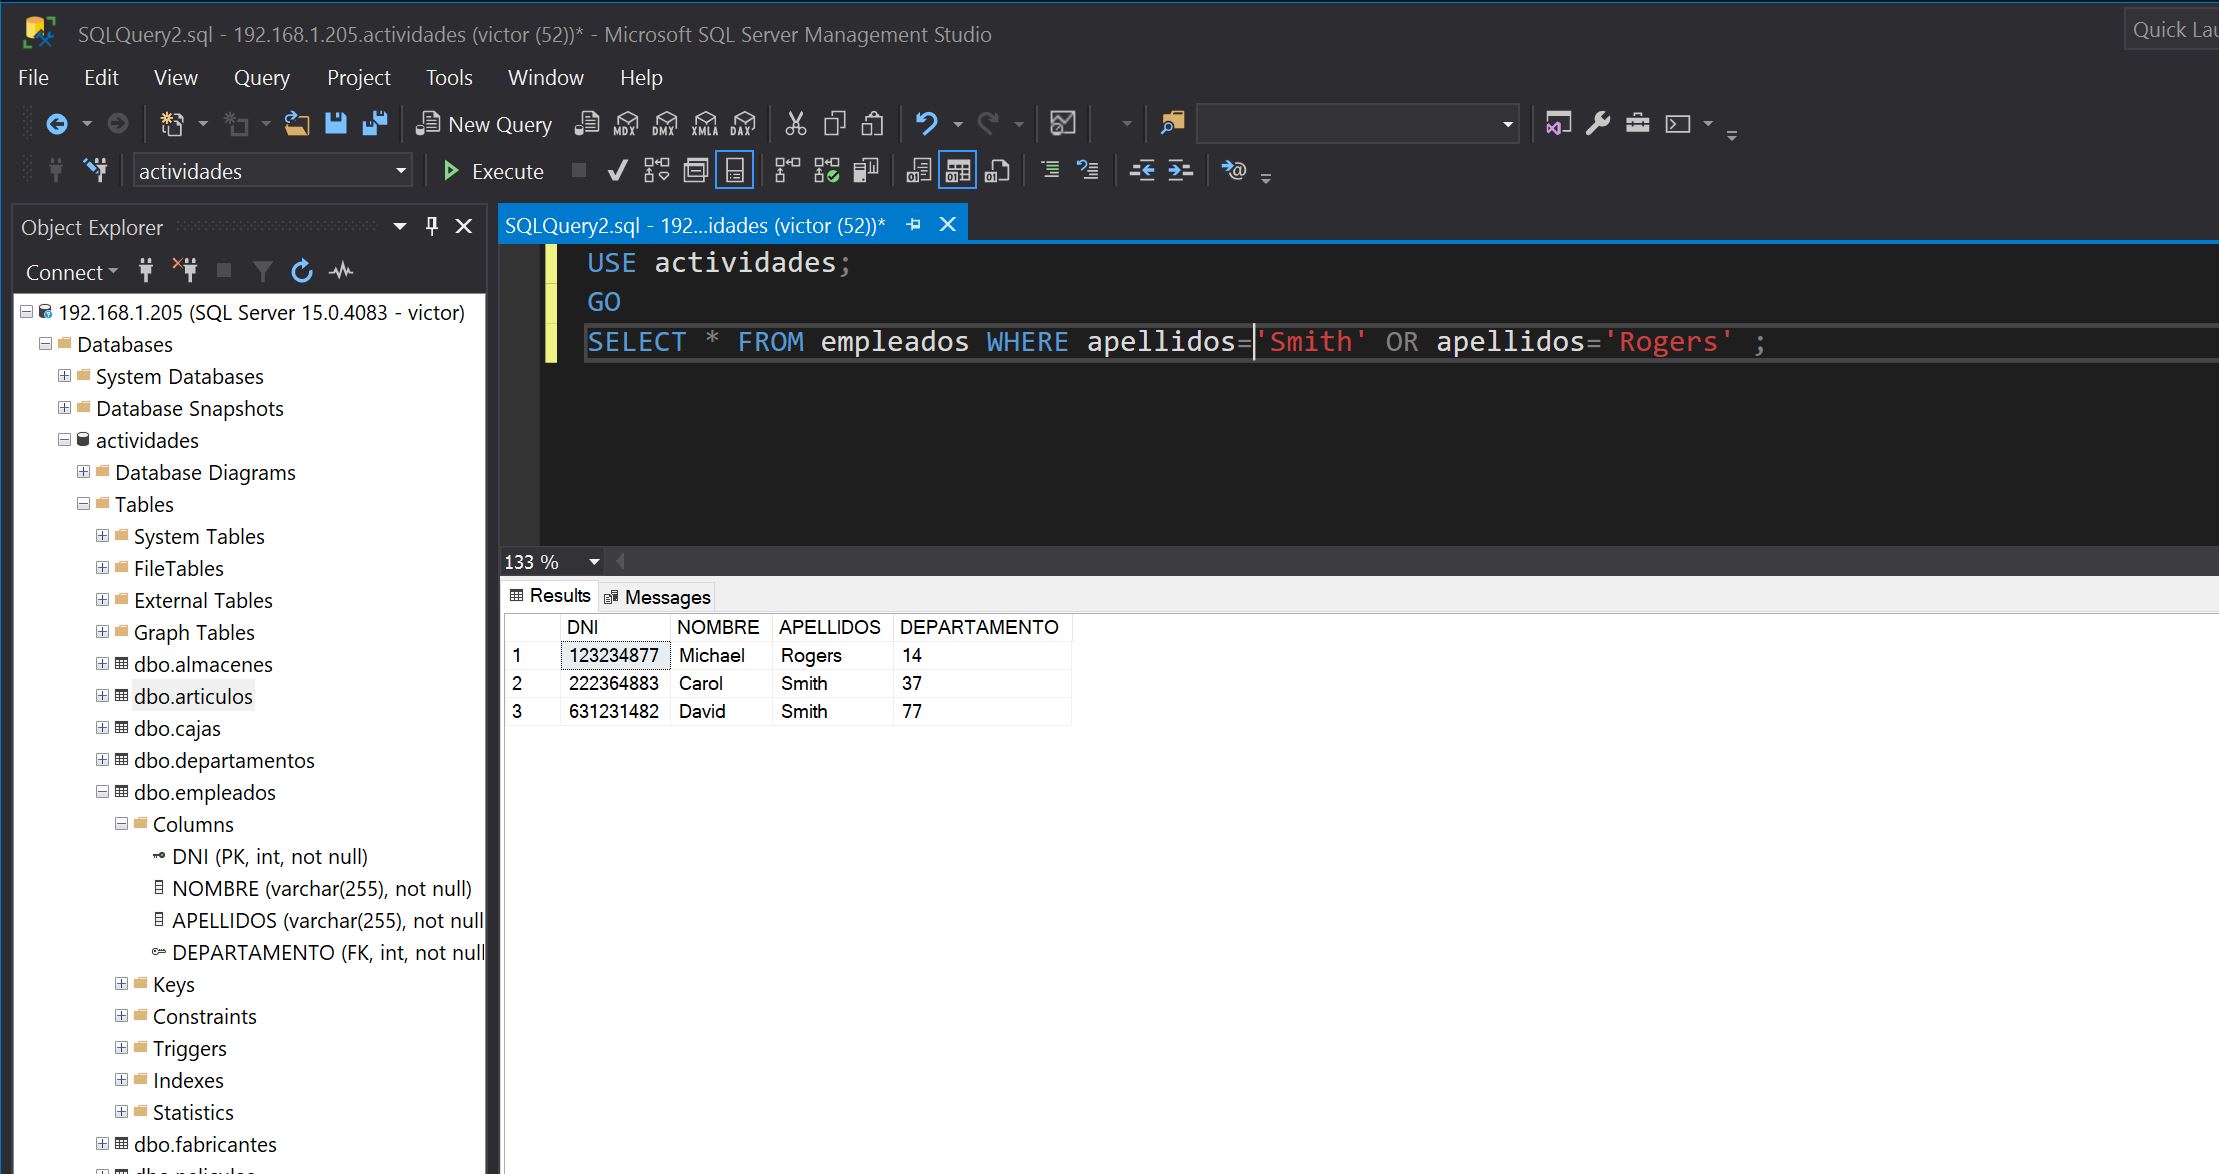 SQLQuery2.sql - 192.168.1.205.actividades (victor (52))* - Microsoft SQL Server Management Studio
Quick Lau
File Edit View Query Project Tools Window Help
New Query MDX DMX XMLA DAX
actividades Execute
Object Explorer
Connect
192.168.1.205 (SQL Server 15.0.4083 - victor)
Databases
System Databases
Database Snapshots
actividades
Database Diagrams
Tables
System Tables
FileTables
External Tables
Graph Tables
dbo.almacenes
dbo.articulos
dbo.cajas
dbo.departamentos
dbo.empleados
Columns
DNI (PK, int, not null)
NOMBRE (varchar(255), not null)
APELLIDOS (varchar(255), not null
DEPARTAMENTO (FK, int, not null
Keys
Constraints
Triggers
Indexes
Statistics
dbo.fabricantes
SQLQuery2.sql - 192...idades (victor (52))*
USE actividades;
GO
SELECT * FROM empleados WHERE apellidos='Smith' OR apellidos='Rogers' ;
133 %
Results Messages
DNI NOMBRE APELLIDOS DEPARTAMENTO
1 123234877 Michael Rogers 14
2 222364883 Carol Smith 37
3 631231482 David Smith 77